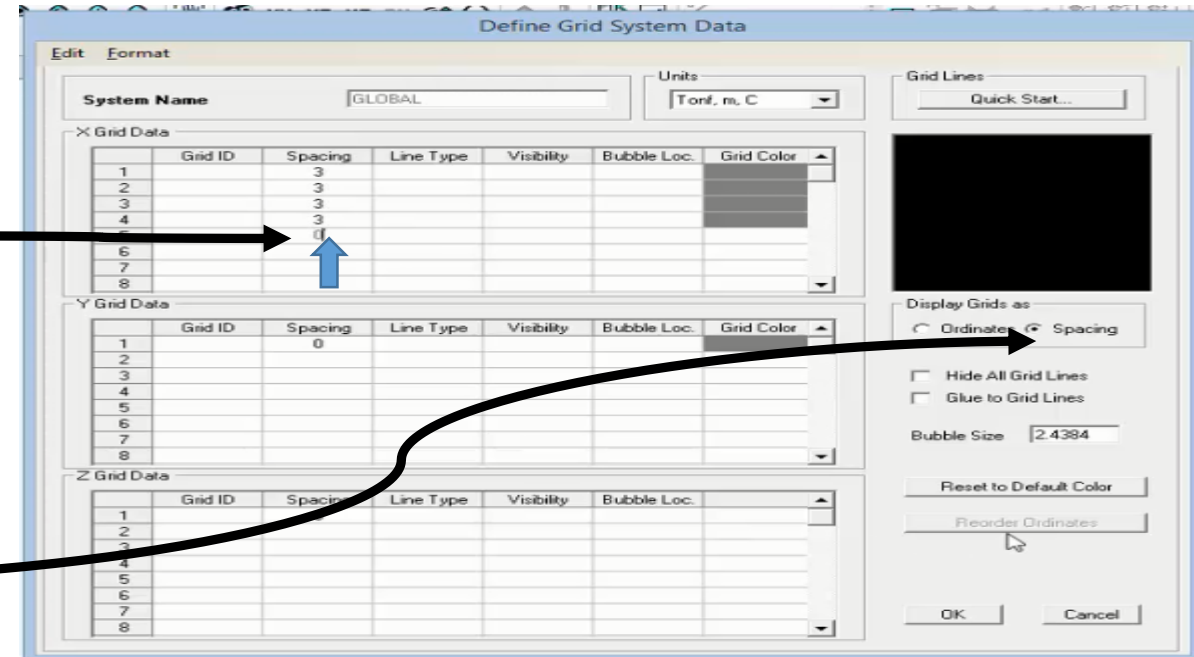 Define Grid System Data
Edit Format
System Name GLOBAL
Units
Tonf, m, C
Grid Lines
Quick Start...
X Grid Data
Grid ID Spacing Line Type Visibility Bubble Loc. Grid Color
1 3
2 3
3 3
4 3
0
6
7
8
Y Grid Data
Grid ID Spacing Line Type Visibility Bubble Loc. Grid Color
1 0
2
3
4
5
6
7
8
Display Grids as
Ordinates Spacing
Hide All Grid Lines
Glue to Grid Lines
Bubble Size 2.4384
Z Grid Data
Grid ID Spacing Line Type Visibility Bubble Loc.
1
2
3
4
5
6
7
8
Reset to Default Color
Reorder Ordinates
OK Cancel